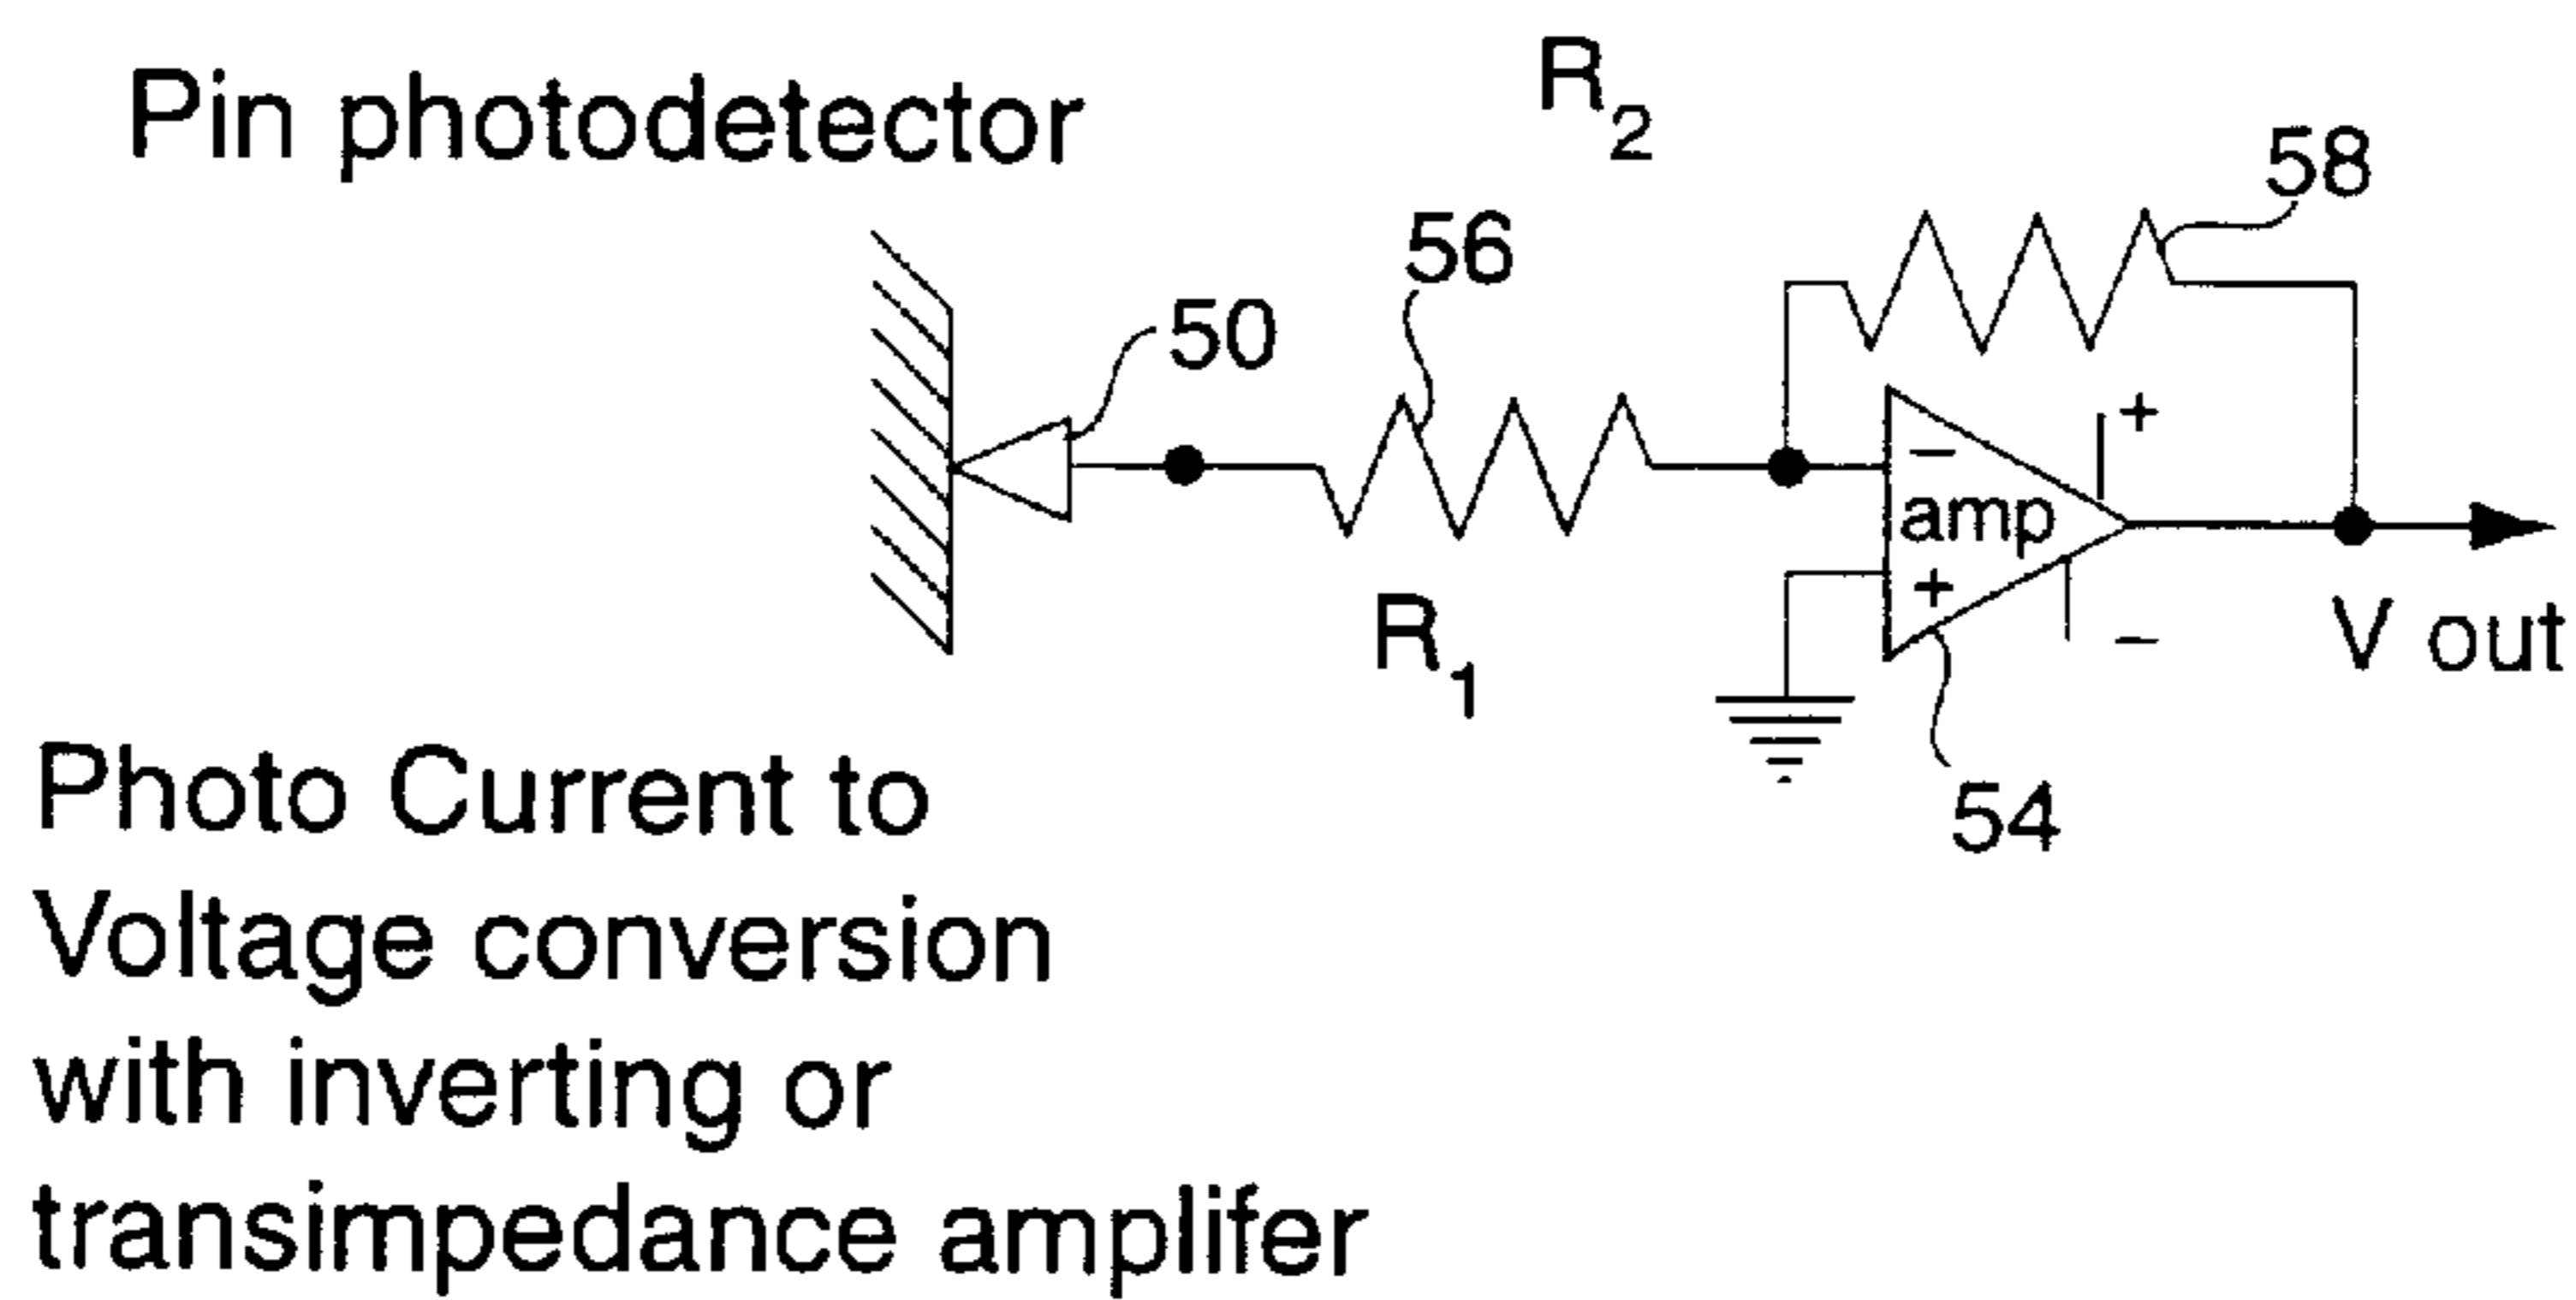 Pin photodetector
R2
58
56
50
−
+
amp
+
−
R1
V out
54
Photo Current to
Voltage conversion
with inverting or
transimpedance amplifer